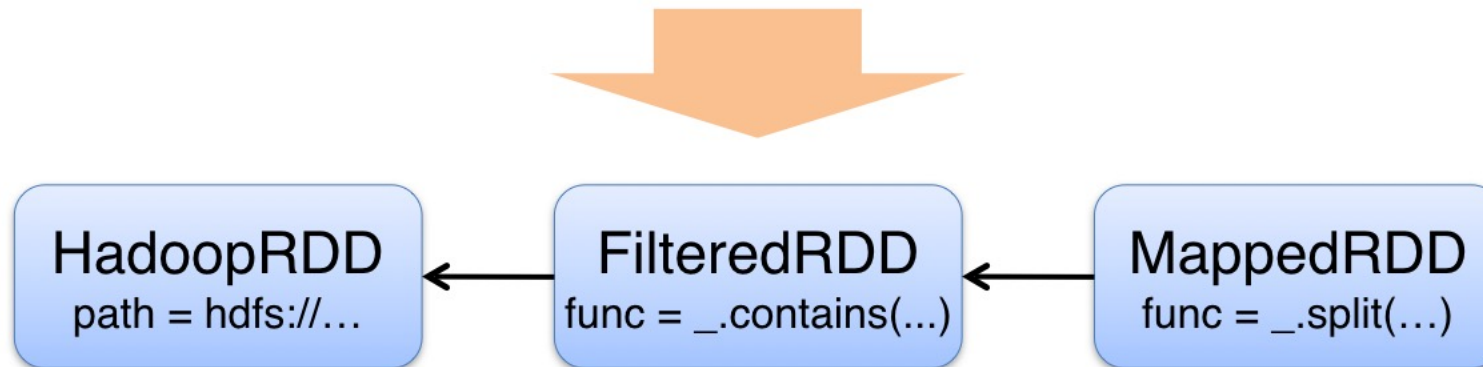 HadoopRDD
path = hdfs://…
FilteredRDD
func = _.contains(...)
MappedRDD
func = _.split(…)